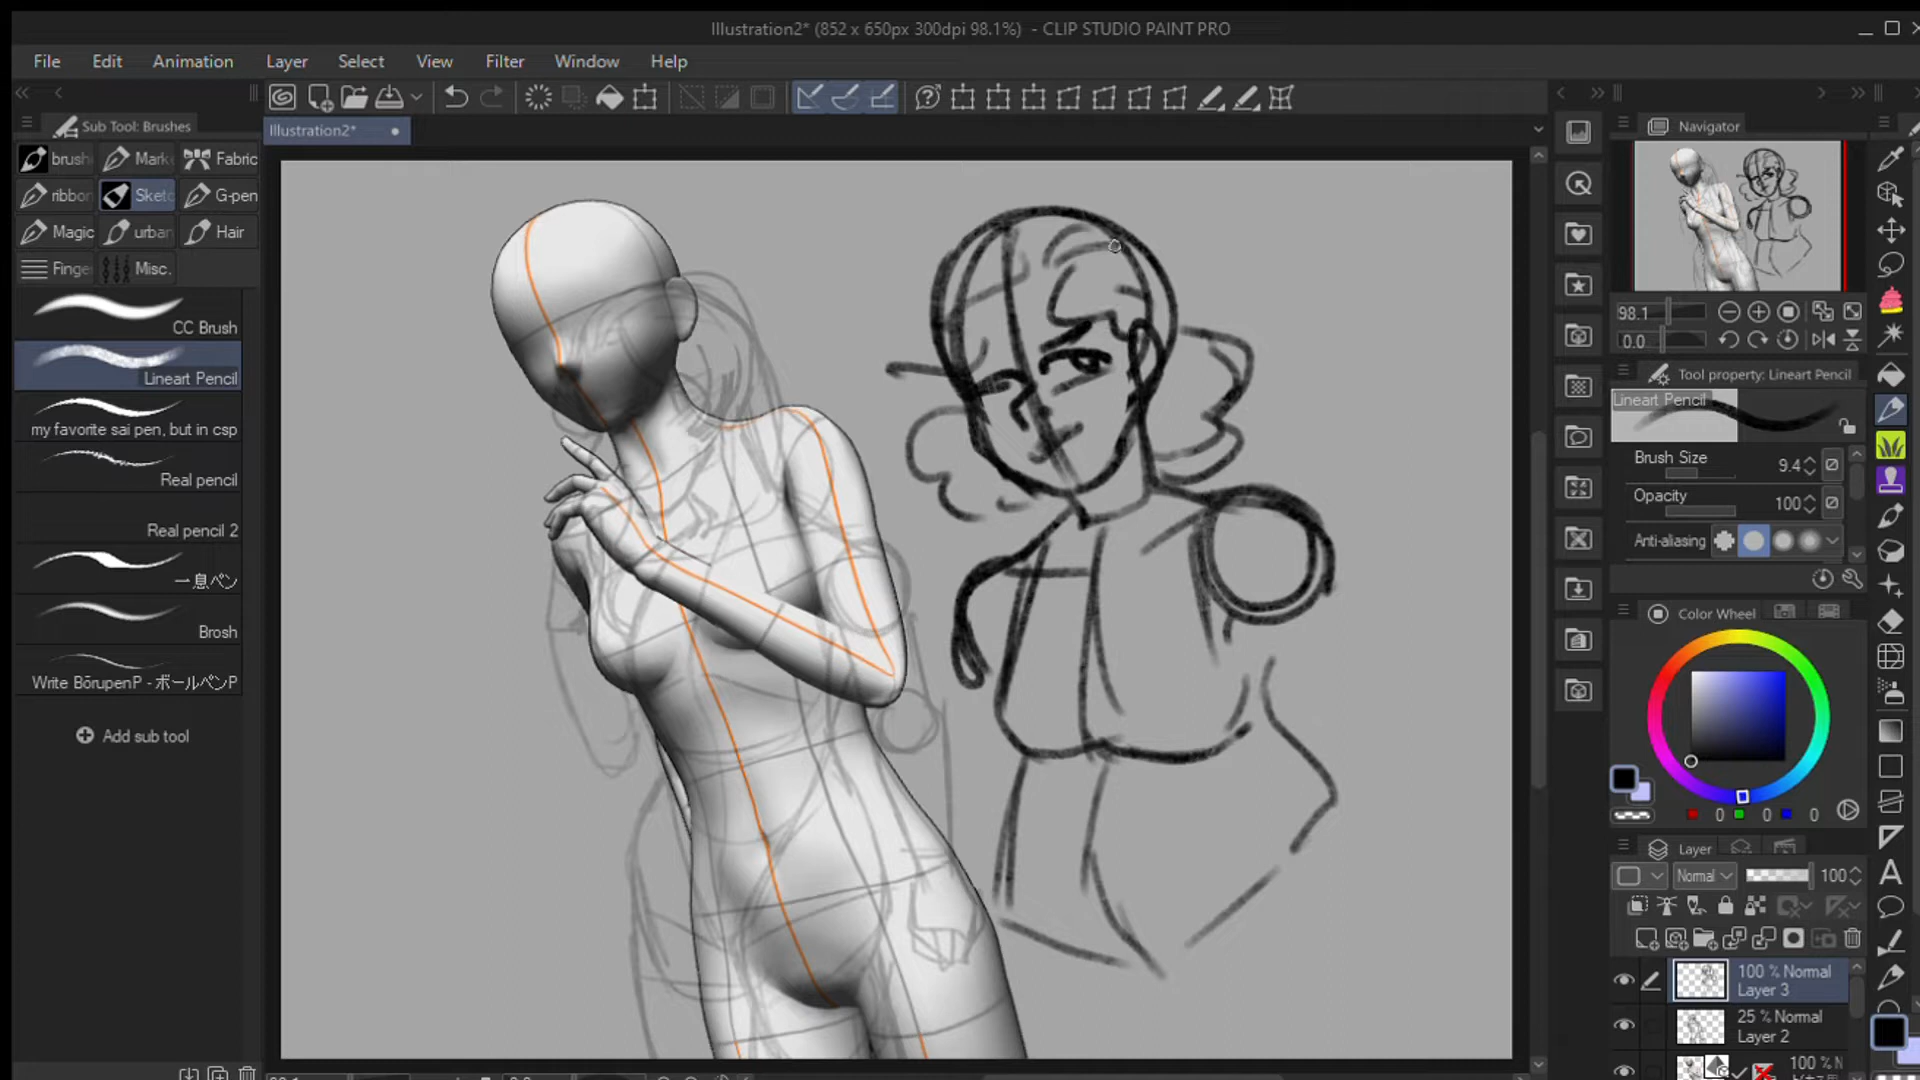 Illustration2* (852 x 650px 300dpi 98.1%) - CLIP STUDIO PAINT PRO
File Edit Animation Layer Select View Filter Window Help
Sub Tool: Brushes
Illustration2*
Navigator
brush Mark Fabric
ribbor Sketc G-pen
Magic urban Hair
Finge Misc.
CC Brush
Lineart Pencil
my favorite sai pen, but in csp
Real pencil
Real pencil 2
一息ペン
Brosh
Write BōrupenP - ボールペンP
Add sub tool
98.1
0.0
Tool property: Lineart Pencil
Lineart Pencil
Brush Size 9.4
Opacity 100
Anti-aliasing
Color Wheel
0 0 0
Layer
Normal 100
100 % Normal
Layer 3
25 % Normal
Layer 2
100 % N